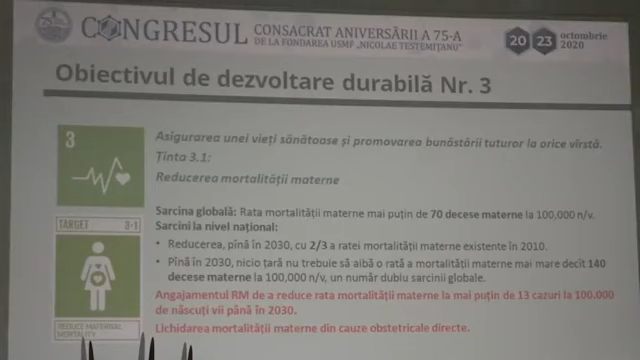 CONGRESUL
CONSACRAT ANIVERSĂRII A 75-A
DE LA FONDAREA USMF „NICOLAE TESTEMIȚANU”
20 23
octombrie
2020
Obiectivul de dezvoltare durabilă Nr. 3
3
Asigurarea unei vieți sănătoase și promovarea bunăstării tuturor la orice vîrstă.
Ținta 3.1:
Reducerea mortalității materne
TARGET 3-1
REDUCE MATERNAL
MORTALITY
Sarcina globală: Rata mortalității materne mai puțin de 70 decese materne la 100,000 n/v.
Sarcini la nivel național:
• Reducerea, pînă în 2030, cu 2/3 a ratei mortalității materne existente în 2010.
• Pînă în 2030, nicio țară nu trebuie să aibă o rată a mortalității materne mai mare decît 140
decese materne la 100,000 n/v, un număr dublu sarcinii globale.
Angajamentul RM de a reduce rata mortalității materne la mai puțin de 13 cazuri la 100.000
de născuți vii până în 2030.
Lichidarea mortalității materne din cauze obstetricale directe.